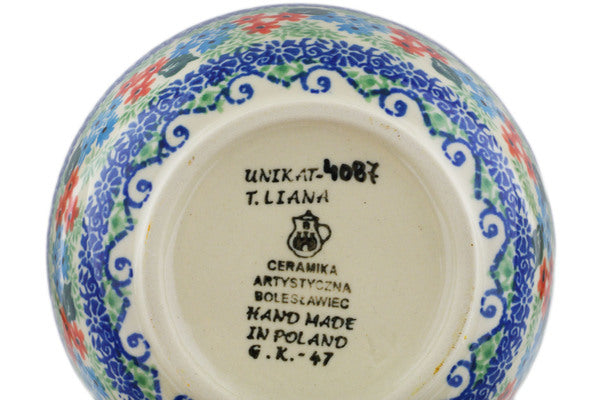 UNIKAT-4087
T. LIANA
CERAMIKA
ARTYSTYCZNA
BOLESŁAWIEC
HAND MADE
IN POLAND
G.K.-47